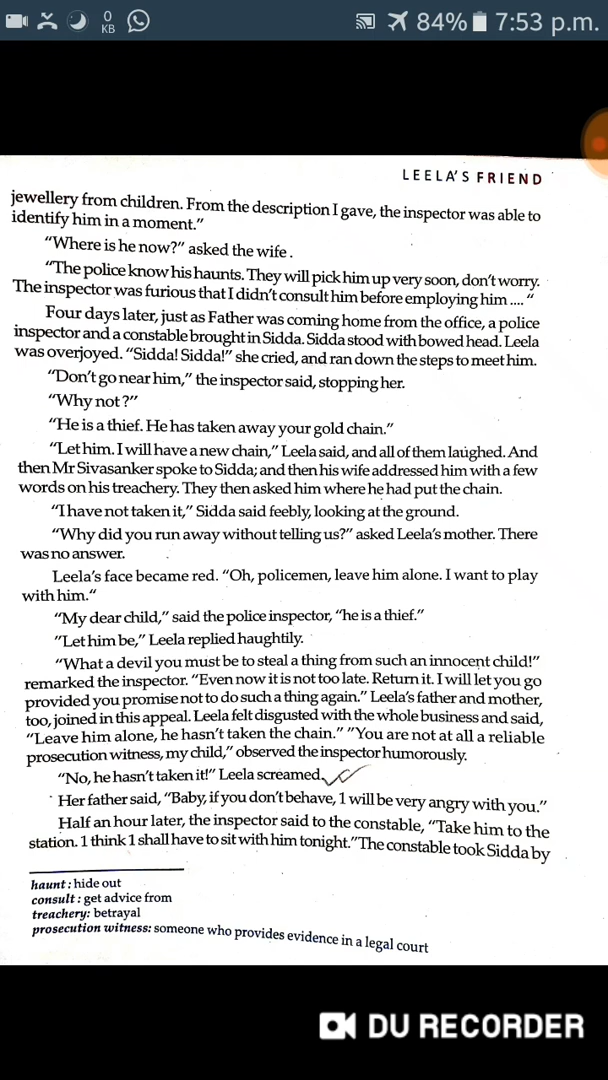 0
KB
84% 7:53 p.m.
LEELA'S FRIEND
jewellery from children. From the description I gave, the inspector was able to
identify him in a moment."
"Where is he now?" asked the wife .
"The police know his haunts. They will pick him up very soon, don't worry.
The inspector was furious that I didn't consult him before employing him .... "
Four days later, just as Father was coming home from the office, a police
inspector and a constable brought in Sidda. Sidda stood with bowed head. Leela
was overjoyed. "Sidda! Sidda!" she cried, and ran down the steps to meet him.
"Don't go near him," the inspector said, stopping her.
"Why not ?"
"He is a thief. He has taken away your gold chain."
"Let him. I will have a new chain," Leela said, and all of them laughed. And
then Mr Sivasanker spoke to Sidda; and then his wife addressed him with a few
words on his treachery. They then asked him where he had put the chain.
"I have not taken it," Sidda said feebly, looking at the ground.
"Why did you run away without telling us?" asked Leela's mother. There
was no answer.
Leela's face became red. "Oh, policemen, leave him alone. I want to play
with him."
"My dear child," said the police inspector, "he is a thief."
"Let him be," Leela replied haughtily.
"What a devil you must be to steal a thing from such an innocent child!"
remarked the inspector. "Even now it is not too late. Return it. I will let you go
provided you promise not to do such a thing again." Leela's father and mother,
too, joined in this appeal. Leela felt disgusted with the whole business and said,
"Leave him alone, he hasn't taken the chain." "You are not at all a reliable
prosecution witness, my child," observed the inspector humorously.
"No, he hasn't taken it!" Leela screamed.
Her father said, "Baby, if you don't behave, 1 will be very angry with you."
Half an hour later, the inspector said to the constable, "Take him to the
station. 1 think 1 shall have to sit with him tonight."The constable took Sidda by
haunt : hide out
consult : get advice from
treachery: betrayal
prosecution witness: someone who provides evidence in a legal court
DU RECORDER